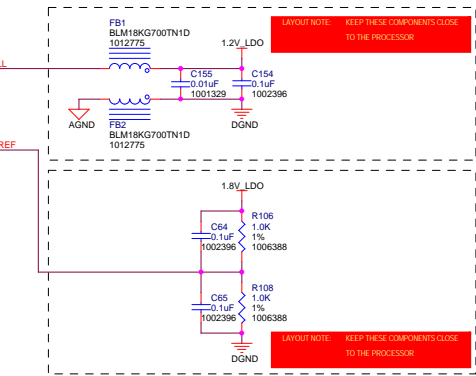 FB1
BLM18KG700TN1D
1012775
LAYOUT NOTE: KEEP THESE COMPONENTS CLOSE
TO THE PROCESSOR
1.2V_LDO
LL
C155
0.01uF
1001329
C154
0.1uF
1002396
AGND
FB2
BLM18KG700TN1D
1012775
DGND
REF
1.8V_LDO
C64
0.1uF
1002396
R106
1.0K
1%
1006388
C65
0.1uF
1002396
R108
1.0K
1%
1006388
DGND
LAYOUT NOTE: KEEP THESE COMPONENTS CLOSE
TO THE PROCESSOR